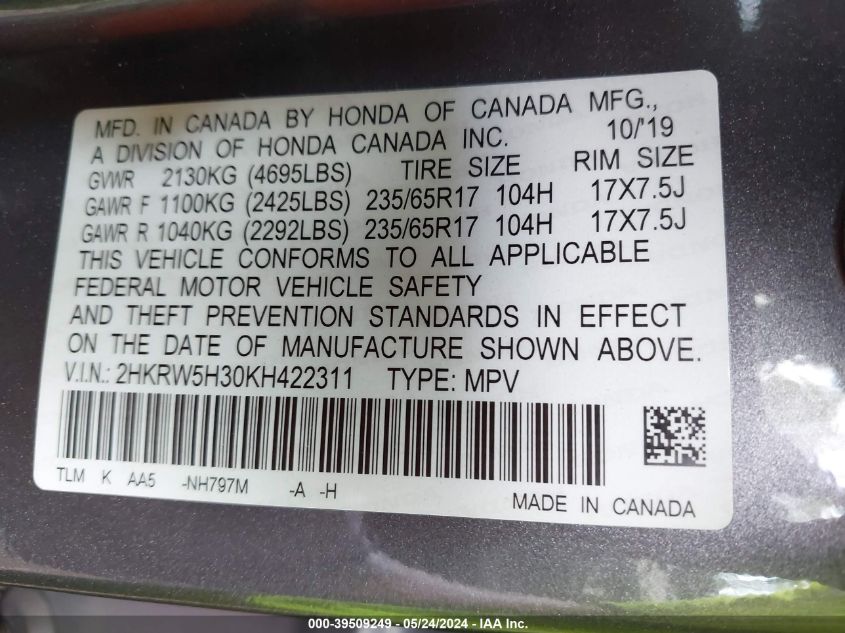 MFD. IN CANADA BY HONDA OF CANADA MFG.,
A DIVISION OF HONDA CANADA INC. 10/'19
GVWR 2130KG (4695LBS) TIRE SIZE RIM SIZE
GAWR F 1100KG (2425LBS) 235/65R17 104H 17X7.5J
GAWR R 1040KG (2292LBS) 235/65R17 104H 17X7.5J
THIS VEHICLE CONFORMS TO ALL APPLICABLE
FEDERAL MOTOR VEHICLE SAFETY
AND THEFT PREVENTION STANDARDS IN EFFECT
ON THE DATE OF MANUFACTURE SHOWN ABOVE.
V.I.N.: 2HKRW5H30KH422311 TYPE: MPV
TLM K AA5 -NH797M -A -H
MADE IN CANADA
000-39509249 - 05/24/2024 - IAA Inc.